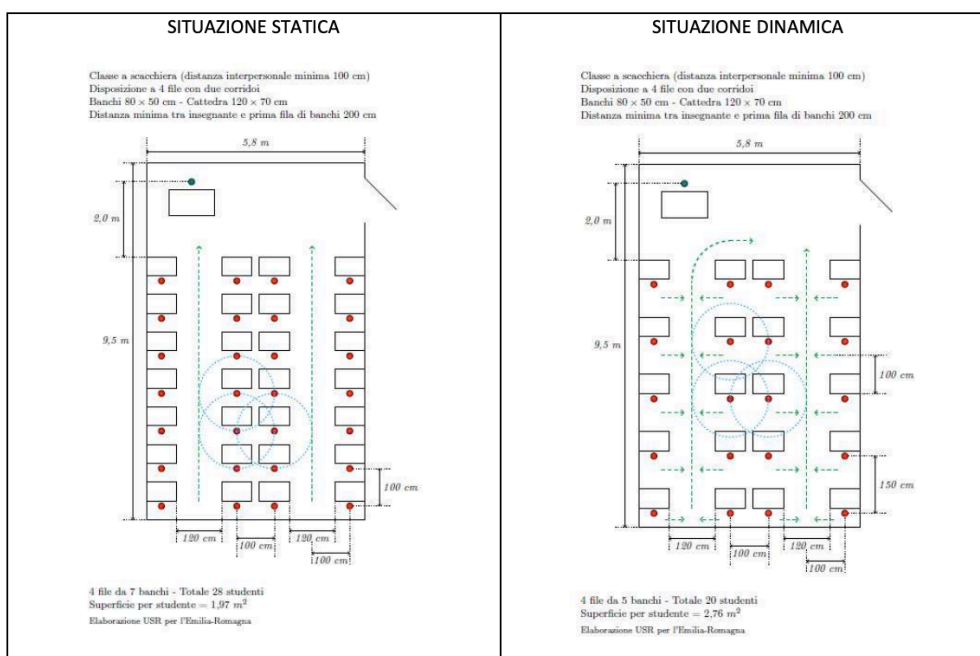 SITUAZIONE STATICA
Classe a scacchiera (distanza interpersonale minima 100 cm)
Disposizione a 4 file con due corridoi
Banchi 80 × 50 cm - Cattedra 120 × 70 cm
Distanza minima tra insegnante e prima fila di banchi 200 cm
5,8 m
2,0 m
9,5 m
100 cm
120 cm
100 cm
120 cm
100 cm
4 file da 7 banchi - Totale 28 studenti
Superficie per studente = 1,97 m²
Elaborazione USR per l'Emilia-Romagna
SITUAZIONE DINAMICA
Classe a scacchiera (distanza interpersonale minima 100 cm)
Disposizione a 4 file con due corridoi
Banchi 80 × 50 cm - Cattedra 120 × 70 cm
Distanza minima tra insegnante e prima fila di banchi 200 cm
5,8 m
2,0 m
9,5 m
100 cm
150 cm
120 cm
100 cm
120 cm
100 cm
4 file da 5 banchi - Totale 20 studenti
Superficie per studente = 2,76 m²
Elaborazione USR per l'Emilia-Romagna